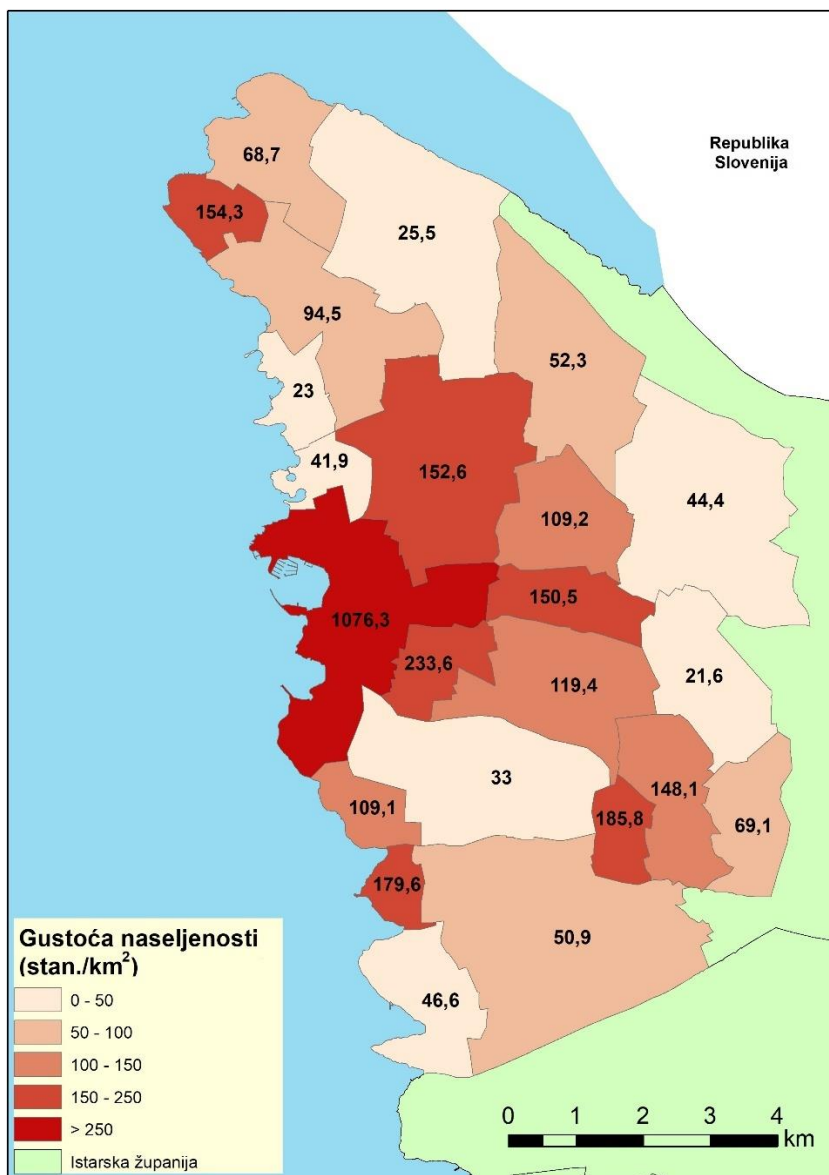 Republika
Slovenija
68,7
154,3
25,5
94,5
52,3
23
41,9
152,6
44,4
109,2
150,5
1076,3
233,6
119,4
21,6
33
148,1
109,1
185,8
69,1
179,6
50,9
46,6
Gustoća naseljenosti
(stan./km²)
0 - 50
50 - 100
100 - 150
150 - 250
> 250
Istarska županija
0 1 2 3 4
km